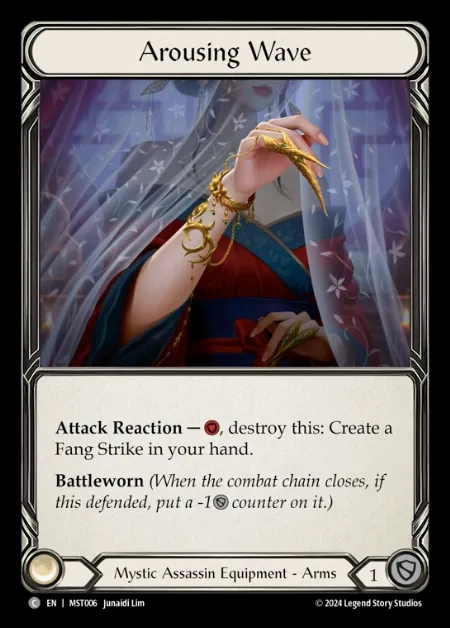 Arousing Wave
Attack Reaction — , destroy this: Create a
Fang Strike in your hand.
Battleworn (When the combat chain closes, if
this defended, put a -1 counter on it.)
Mystic Assassin Equipment - Arms
1
C EN | MST006 Junaidi Lim
© 2024 Legend Story Studios